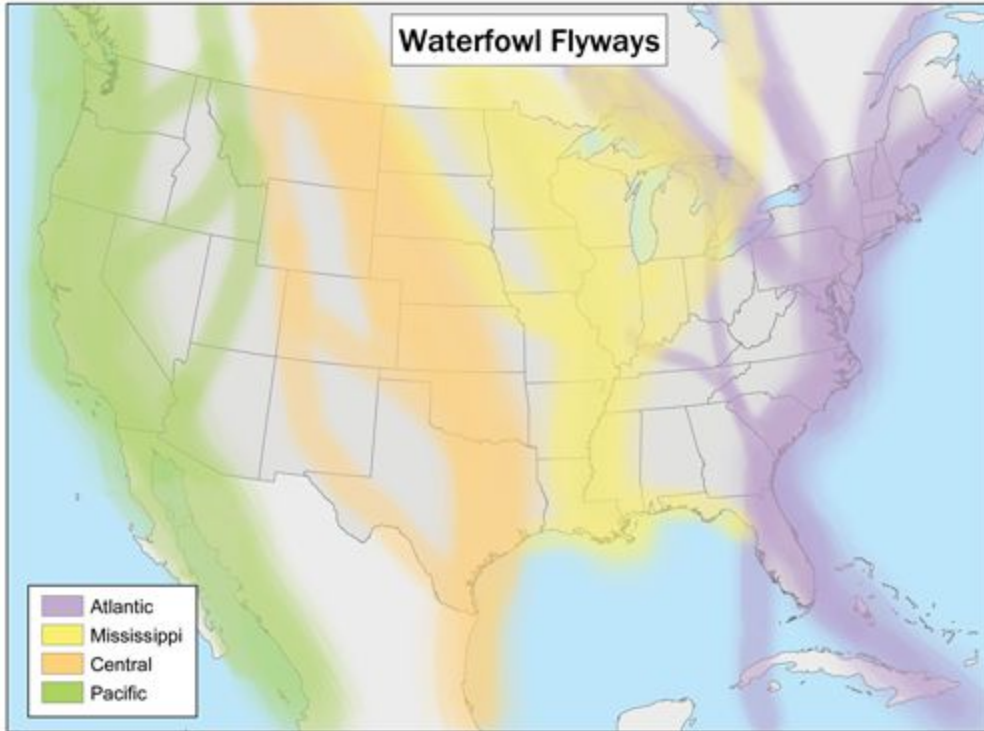 Waterfowl Flyways
Atlantic
Mississippi
Central
Pacific